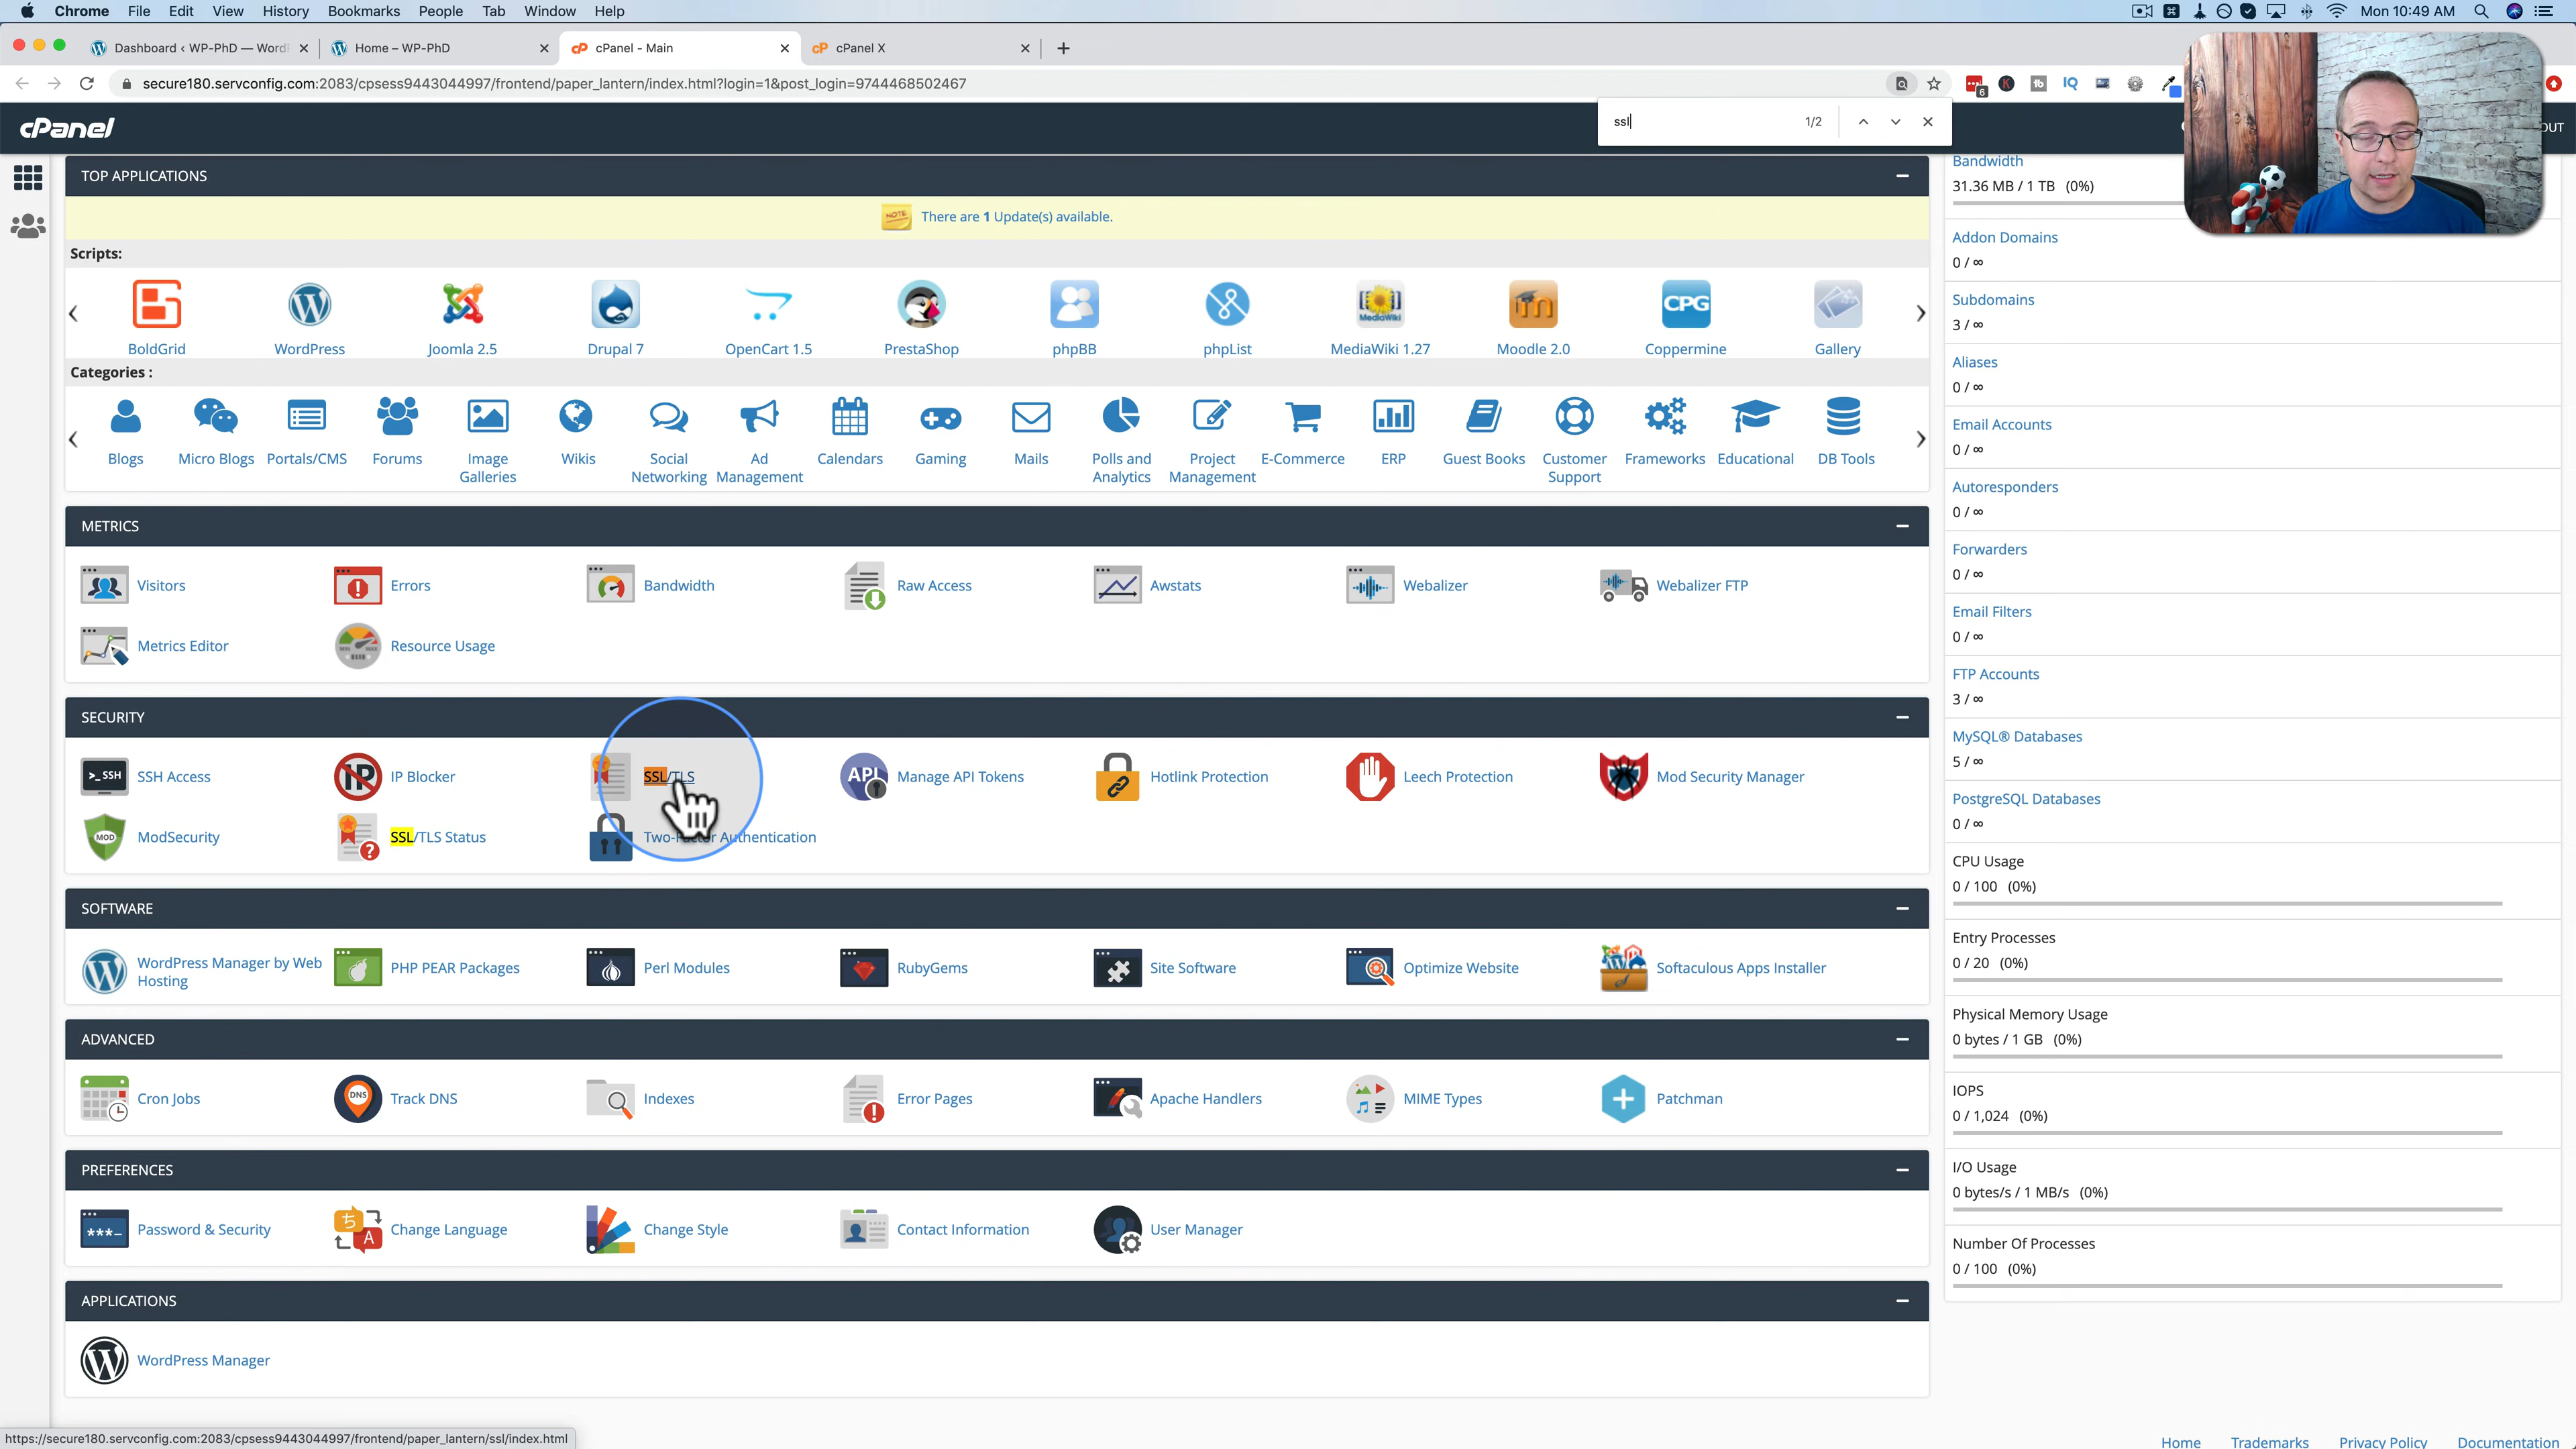 Chrome File Edit View History Bookmarks People Tab Window Help
Mon 10:49 AM
Dashboard ‹ WP-PhD — WordP
Home – WP-PhD
cPanel - Main
cPanel X
secure180.servconfig.com:2083/cpsess9443044997/frontend/paper_lantern/index.html?login=1&post_login=9744468502467
ssl 1/2
cPanel
OUT
TOP APPLICATIONS
There are 1 Update(s) available.
Scripts:
BoldGrid WordPress Joomla 2.5 Drupal 7 OpenCart 1.5 PrestaShop phpBB phpList MediaWiki 1.27 Moodle 2.0 Coppermine Gallery
Categories :
Blogs Micro Blogs Portals/CMS Forums Image Galleries Wikis Social Networking Ad Management Calendars Gaming Mails Polls and Analytics Project Management E-Commerce ERP Guest Books Customer Support Frameworks Educational DB Tools
METRICS
Visitors Errors Bandwidth Raw Access Awstats Webalizer Webalizer FTP
Metrics Editor Resource Usage
SECURITY
SSH Access IP Blocker SSL/TLS Manage API Tokens Hotlink Protection Leech Protection Mod Security Manager
ModSecurity SSL/TLS Status Two-Factor Authentication
SOFTWARE
WordPress Manager by Web Hosting PHP PEAR Packages Perl Modules RubyGems Site Software Optimize Website Softaculous Apps Installer
ADVANCED
Cron Jobs Track DNS Indexes Error Pages Apache Handlers MIME Types Patchman
PREFERENCES
Password & Security Change Language Change Style Contact Information User Manager
APPLICATIONS
WordPress Manager
Bandwidth
31.36 MB / 1 TB (0%)
Addon Domains
0 / ∞
Subdomains
3 / ∞
Aliases
0 / ∞
Email Accounts
0 / ∞
Autoresponders
0 / ∞
Forwarders
0 / ∞
Email Filters
0 / ∞
FTP Accounts
3 / ∞
MySQL® Databases
5 / ∞
PostgreSQL Databases
0 / ∞
CPU Usage
0 / 100 (0%)
Entry Processes
0 / 20 (0%)
Physical Memory Usage
0 bytes / 1 GB (0%)
IOPS
0 / 1,024 (0%)
I/O Usage
0 bytes/s / 1 MB/s (0%)
Number Of Processes
0 / 100 (0%)
https://secure180.servconfig.com:2083/cpsess9443044997/frontend/paper_lantern/ssl/index.html
Home Trademarks Privacy Policy Documentation